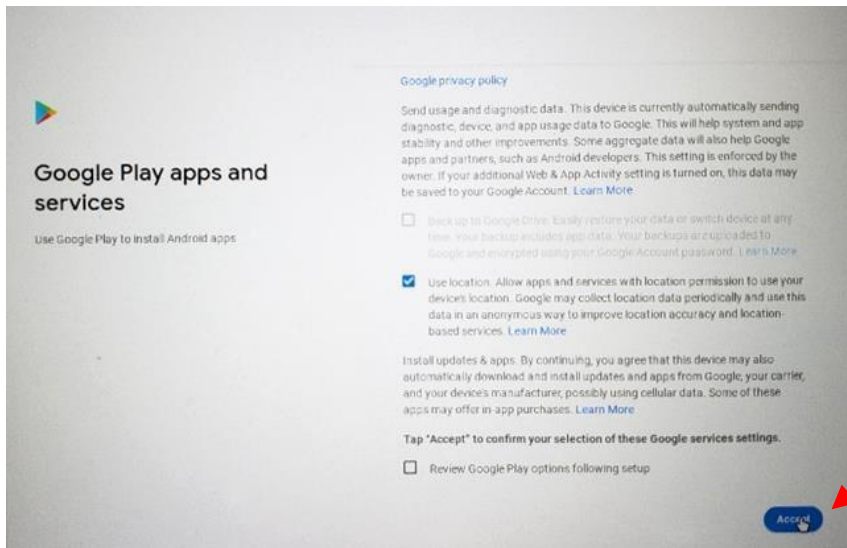 Google privacy policy
Send usage and diagnostic data. This device is currently automatically sending
diagnostic, device, and app usage data to Google. This will help system and app
stability and other improvements. Some aggregate data will also help Google
apps and partners, such as Android developers. This setting is enforced by the
owner. If your additional Web & App Activity setting is turned on, this data may
be saved to your Google Account. Learn More
Google Play apps and
services
Use Google Play to install Android apps
Back up to Google Drive. Easily restore your data or switch device at any
time. Your backup includes app data. Your backups are uploaded to
Google and encrypted using your Google Account password. Learn More
Use location. Allow apps and services with location permission to use your
device's location. Google may collect location data periodically and use this
data in an anonymous way to improve location accuracy and location-
based services. Learn More
Install updates & apps. By continuing, you agree that this device may also
automatically download and install updates and apps from Google, your carrier,
and your device's manufacturer, possibly using cellular data. Some of these
apps may offer in-app purchases. Learn More
Tap "Accept" to confirm your selection of these Google services settings.
Review Google Play options following setup
Accept